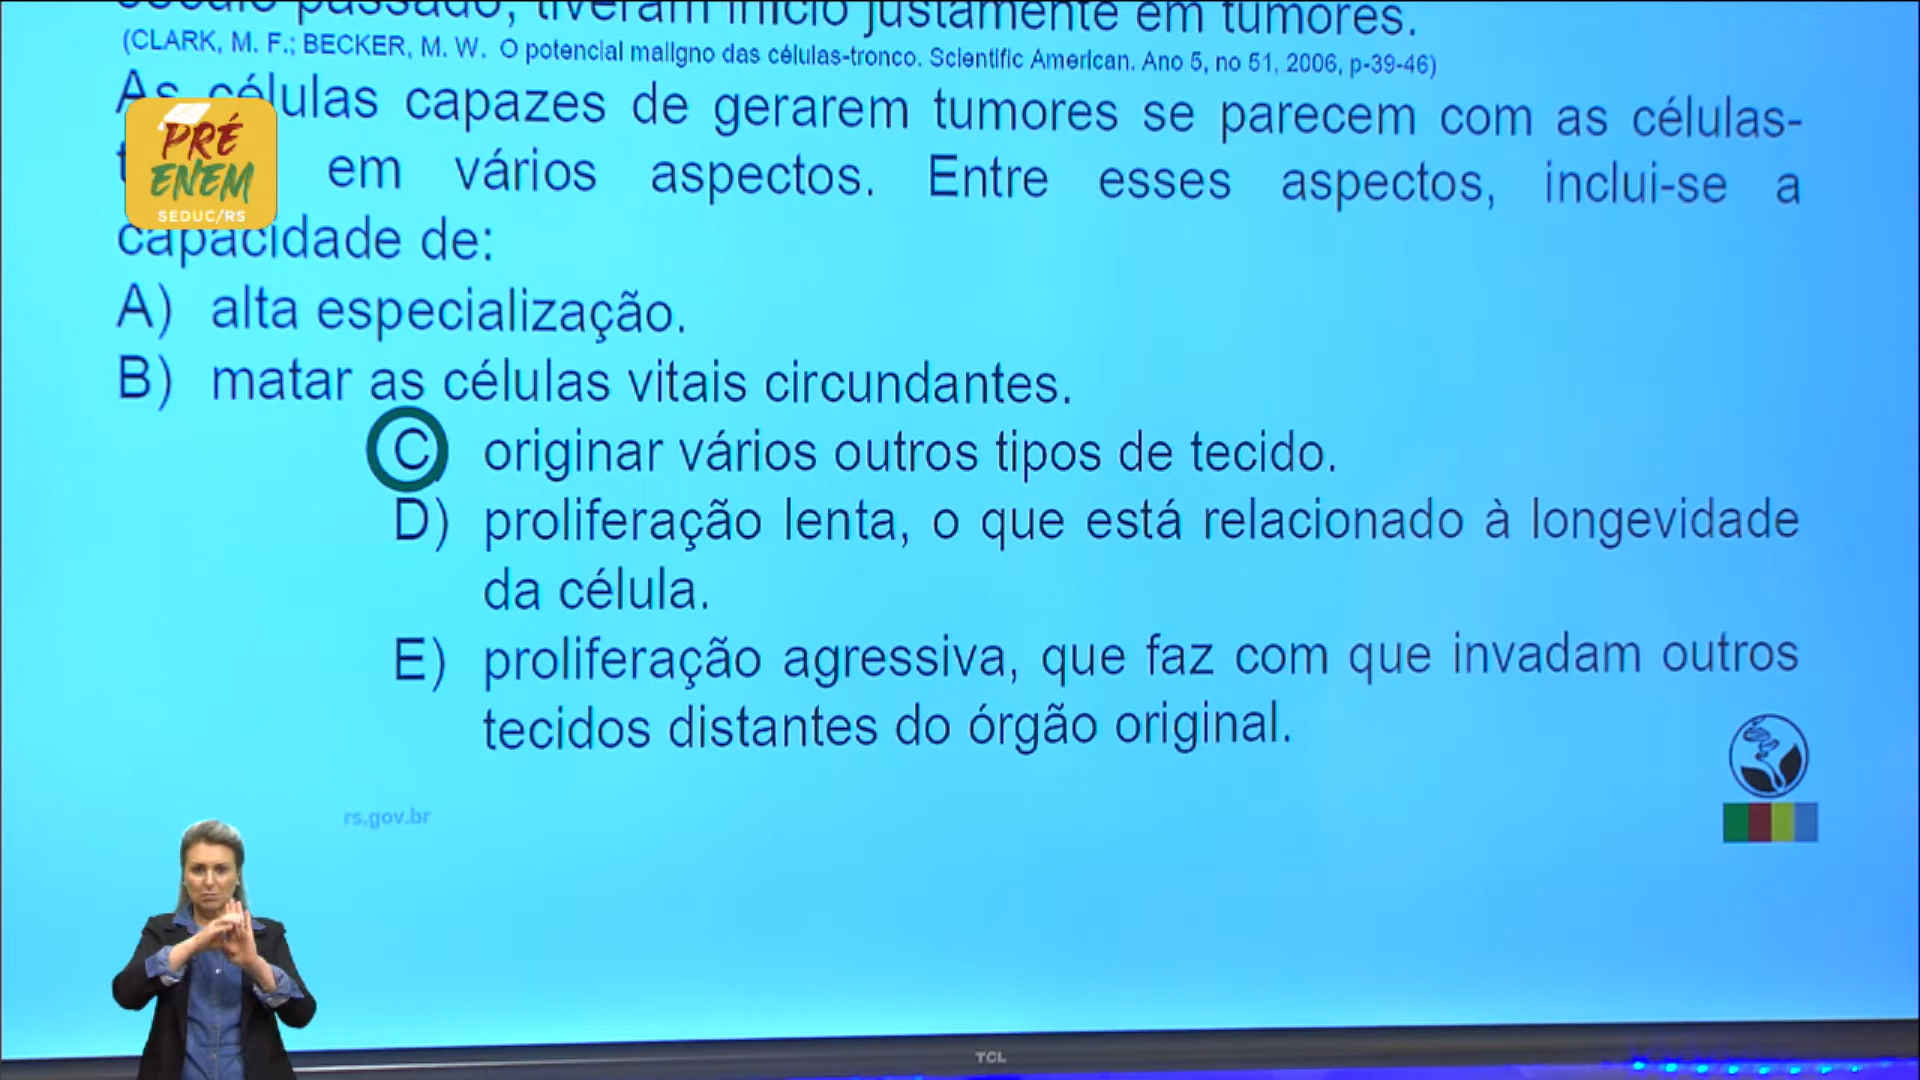 século passado, tiveram início justamente em tumores.
(CLARK, M. F.; BECKER, M. W. O potencial maligno das células-tronco. Scientific American. Ano 5, no 51, 2006, p-39-46)
As células capazes de gerarem tumores se parecem com as células-
em vários aspectos. Entre esses aspectos, inclui-se a
capacidade de:
PRÉ
ENEM
SEDUC/RS
A) alta especialização.
B) matar as células vitais circundantes.
C originar vários outros tipos de tecido.
D) proliferação lenta, o que está relacionado à longevidade
da célula.
E) proliferação agressiva, que faz com que invadam outros
tecidos distantes do órgão original.
rs.gov.br
TCL